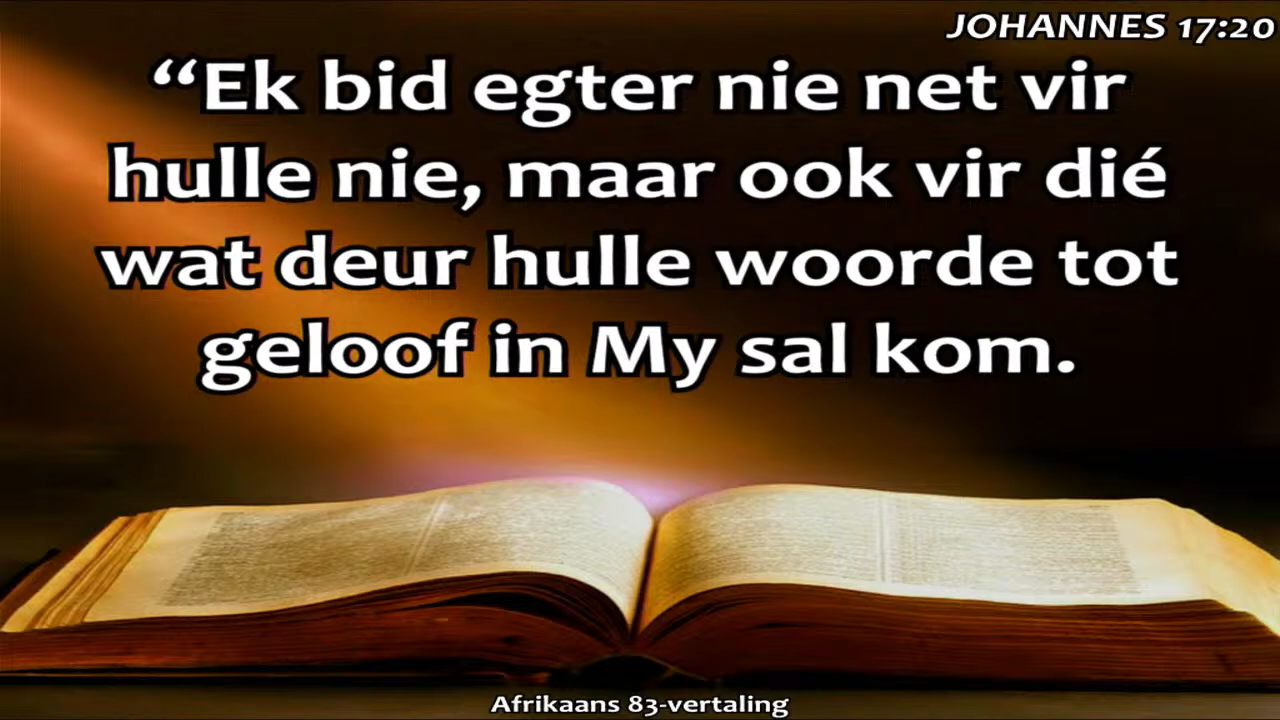 JOHANNES 17:20
“Ek bid egter nie net vir
hulle nie, maar ook vir dié
wat deur hulle woorde tot
geloof in My sal kom.
Afrikaans 83-vertaling